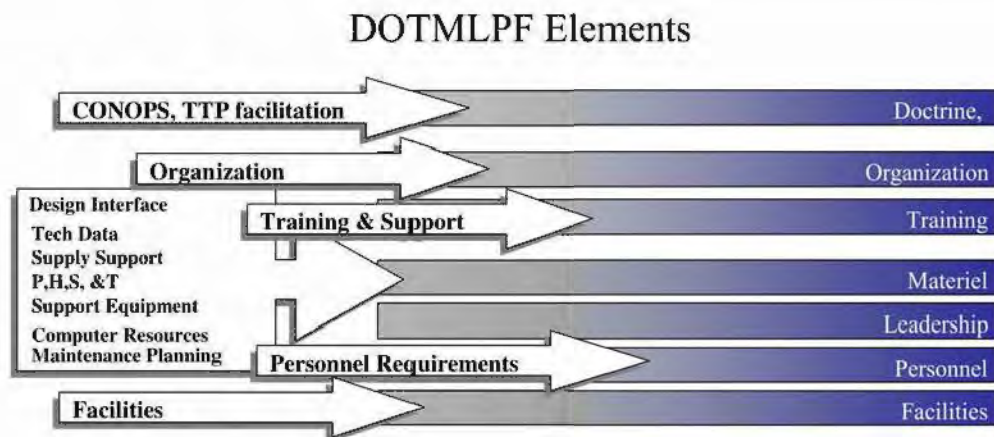 DOTMLPF Elements
CONOPS, TTP facilitation
Doctrine,
Organization
Organization
Design Interface
Training & Support
Training
Tech Data
Supply Support
P,H,S, &T
Materiel
Support Equipment
Leadership
Computer Resources
Maintenance Planning
Personnel Requirements
Personnel
Facilities
Facilities